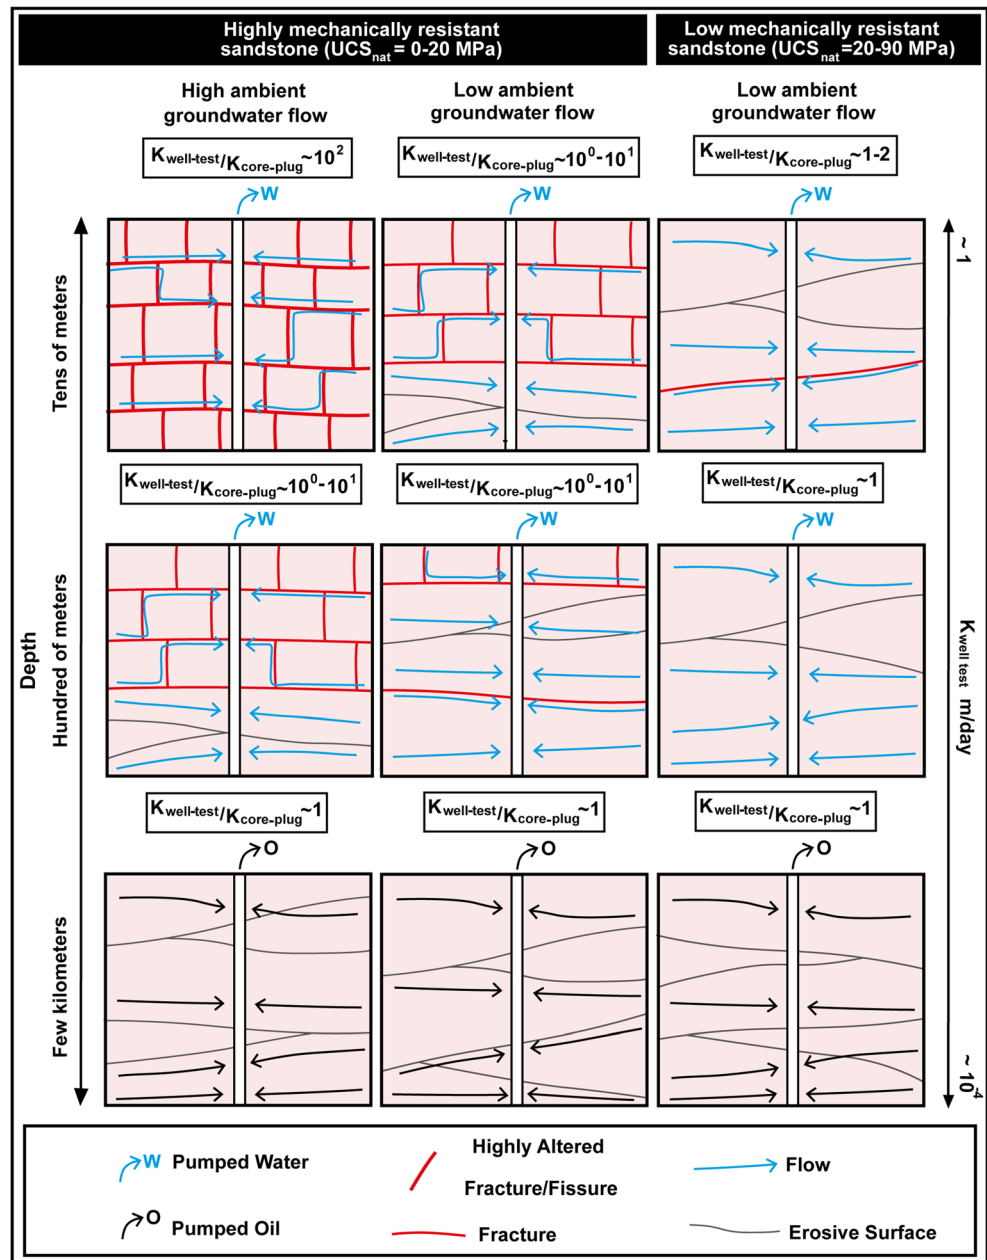 Highly mechanically resistant
sandstone (UCSnat = 0-20 MPa)
Low mechanically resistant
sandstone (UCSnat =20-90 MPa)
High ambient
groundwater flow
Low ambient
groundwater flow
Low ambient
groundwater flow
Kwell-test/Kcore-plug~10²
Kwell-test/Kcore-plug~10⁰-10¹
Kwell-test/Kcore-plug~1-2
W
W
W
Tens of meters
~ 1
Kwell-test/Kcore-plug~10⁰-10¹
Kwell-test/Kcore-plug~10⁰-10¹
Kwell-test/Kcore-plug~1
W
W
W
Depth
Hundred of meters
Kwell test m/day
Kwell-test/Kcore-plug~1
Kwell-test/Kcore-plug~1
Kwell-test/Kcore-plug~1
O
O
O
Few kilometers
~ 10⁻⁴
W Pumped Water
Highly Altered
Fracture/Fissure
Flow
O Pumped Oil
Fracture
Erosive Surface